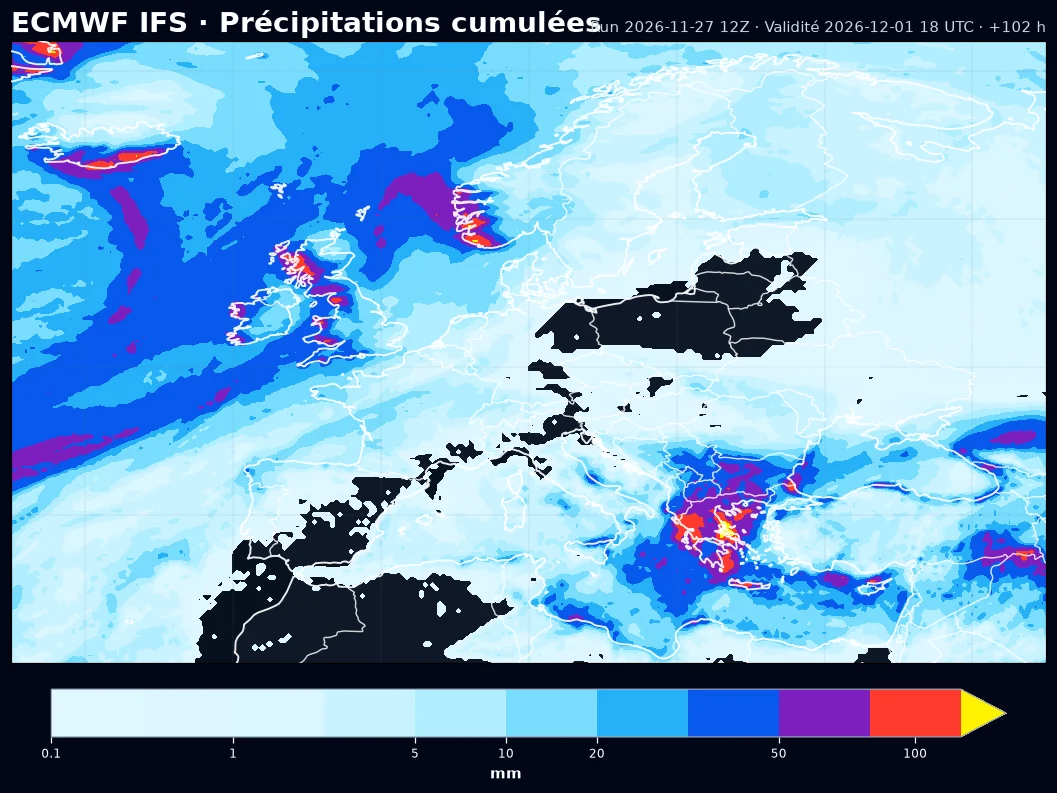 ECMWF IFS · Précipitations cumulées
Run 2026-11-27 12Z · Validité 2026-12-01 18 UTC · +102 h
0.1 1 5 10 20 50 100
mm